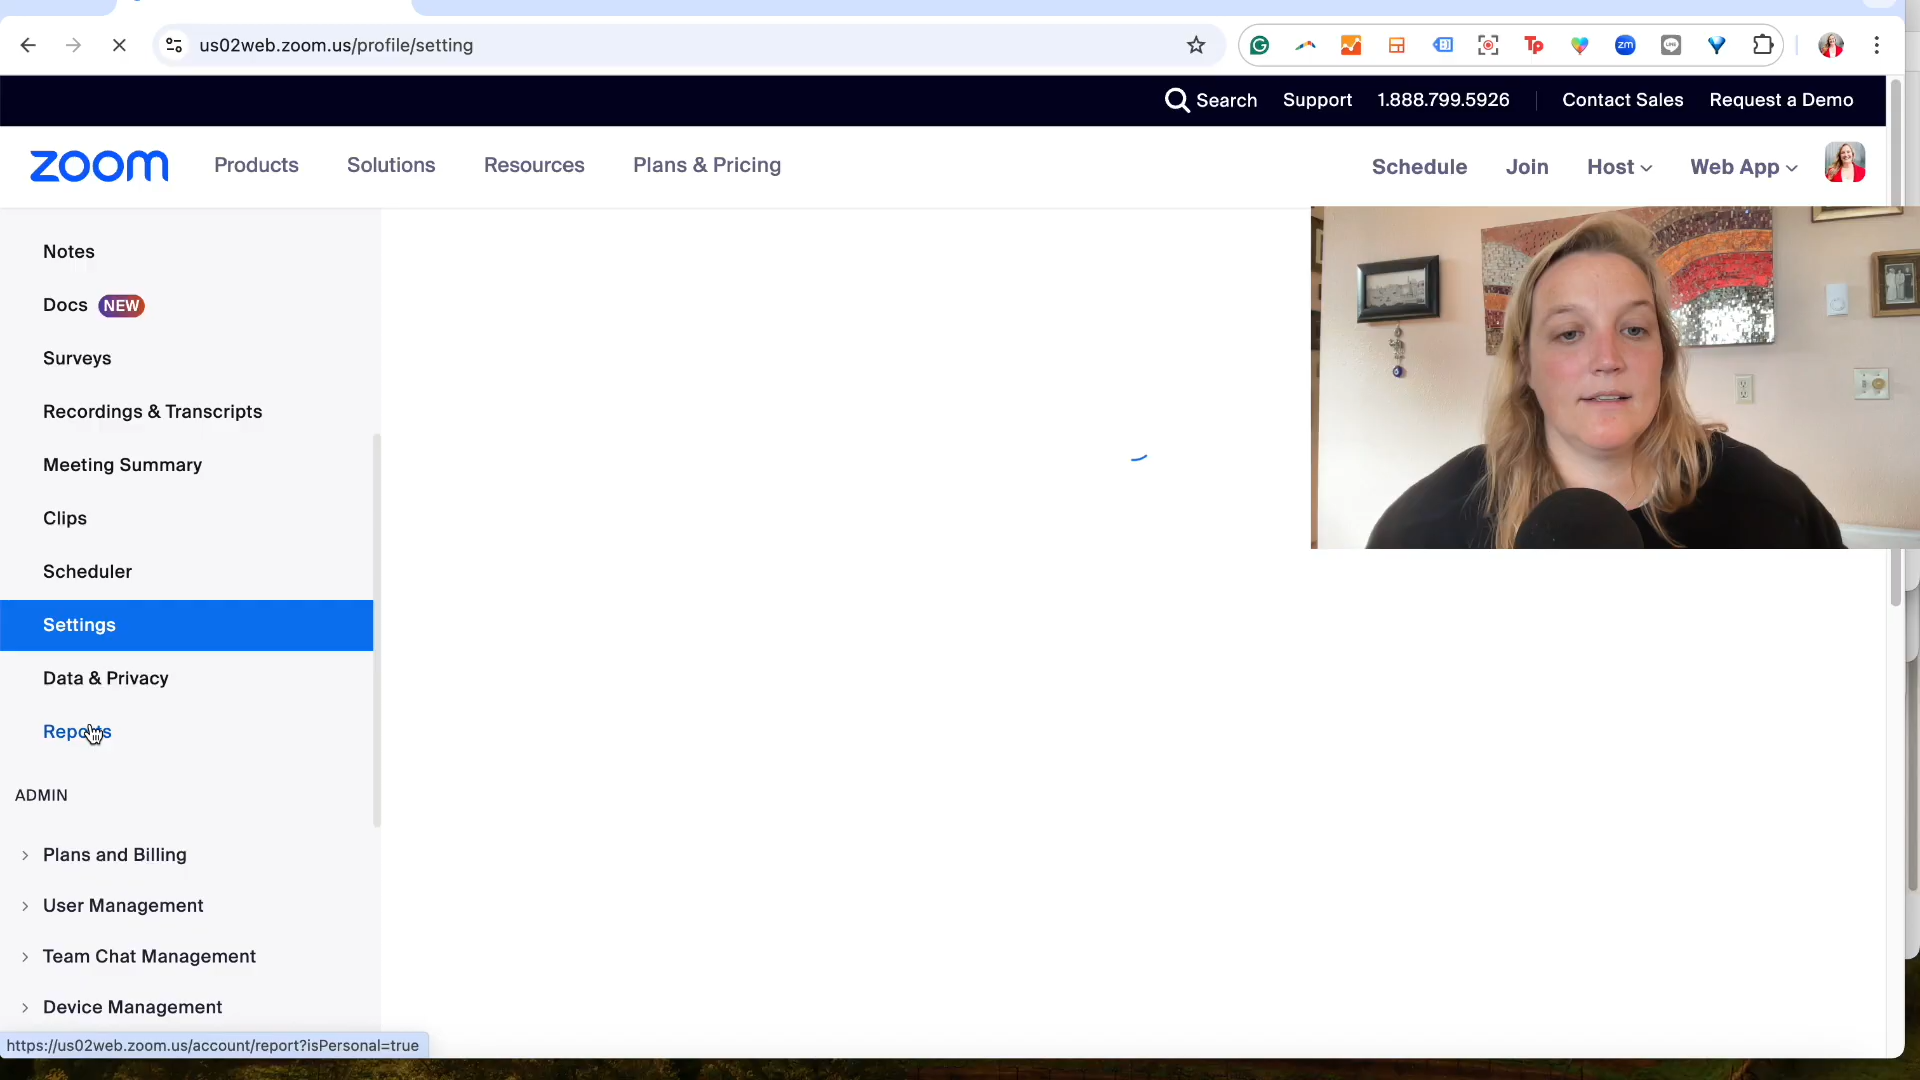 us02web.zoom.us/profile/setting
Search Support 1.888.799.5926 Contact Sales Request a Demo
zoom Products Solutions Resources Plans & Pricing Schedule Join Host Web App
Notes
Docs NEW
Surveys
Recordings & Transcripts
Meeting Summary
Clips
Scheduler
Settings
Data & Privacy
Reports
ADMIN
Plans and Billing
User Management
Team Chat Management
Device Management
https://us02web.zoom.us/account/report?isPersonal=true